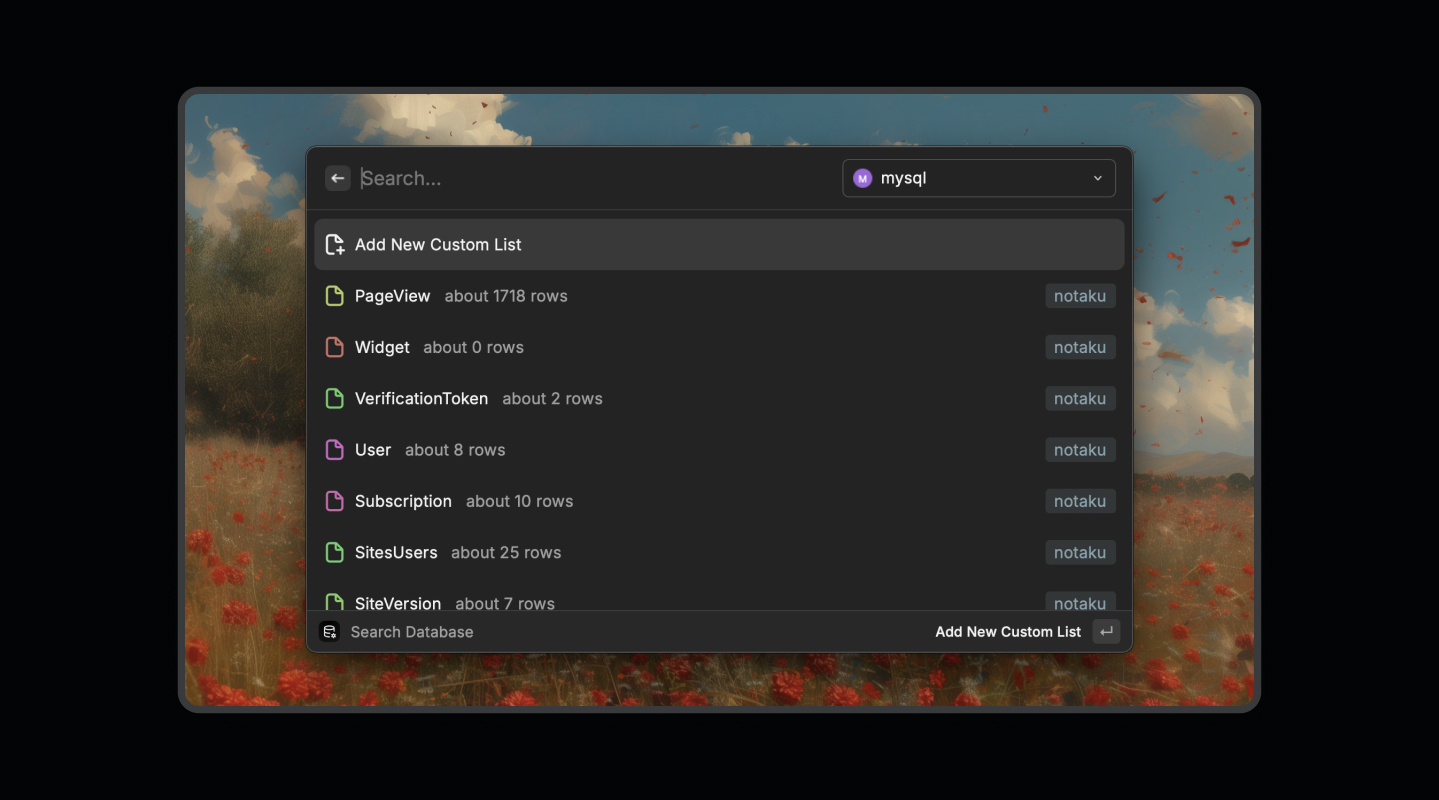 Search...
M mysql
Add New Custom List
PageView about 1718 rows notaku
Widget about 0 rows notaku
VerificationToken about 2 rows notaku
User about 8 rows notaku
Subscription about 10 rows notaku
SitesUsers about 25 rows notaku
SiteVersion about 7 rows notaku
Search Database Add New Custom List